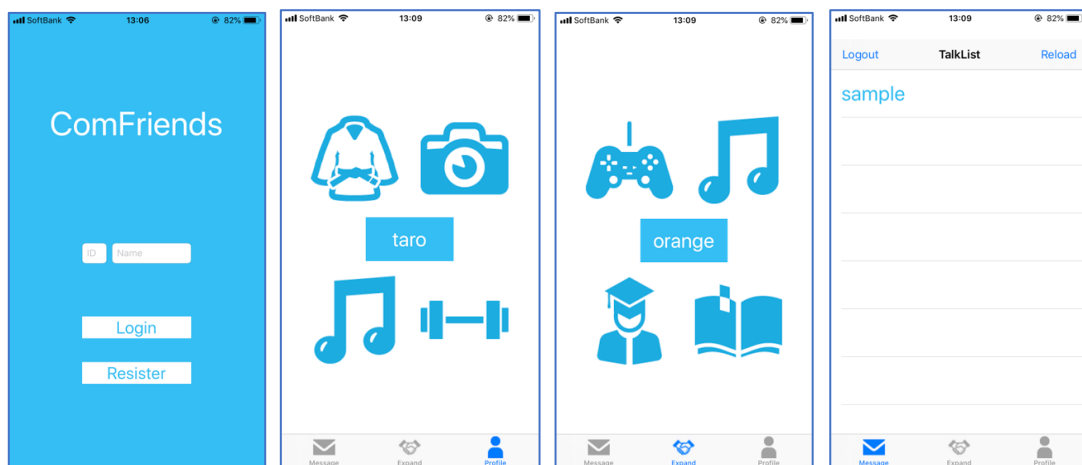 SoftBank 13:06 82%
ComFriends
ID Name
Login
Resister
SoftBank 13:09 82%
taro
Message Expand Profile
SoftBank 13:09 82%
orange
Message Expand Profile
SoftBank 13:09 82%
Logout TalkList Reload
sample
Message Expand Profile